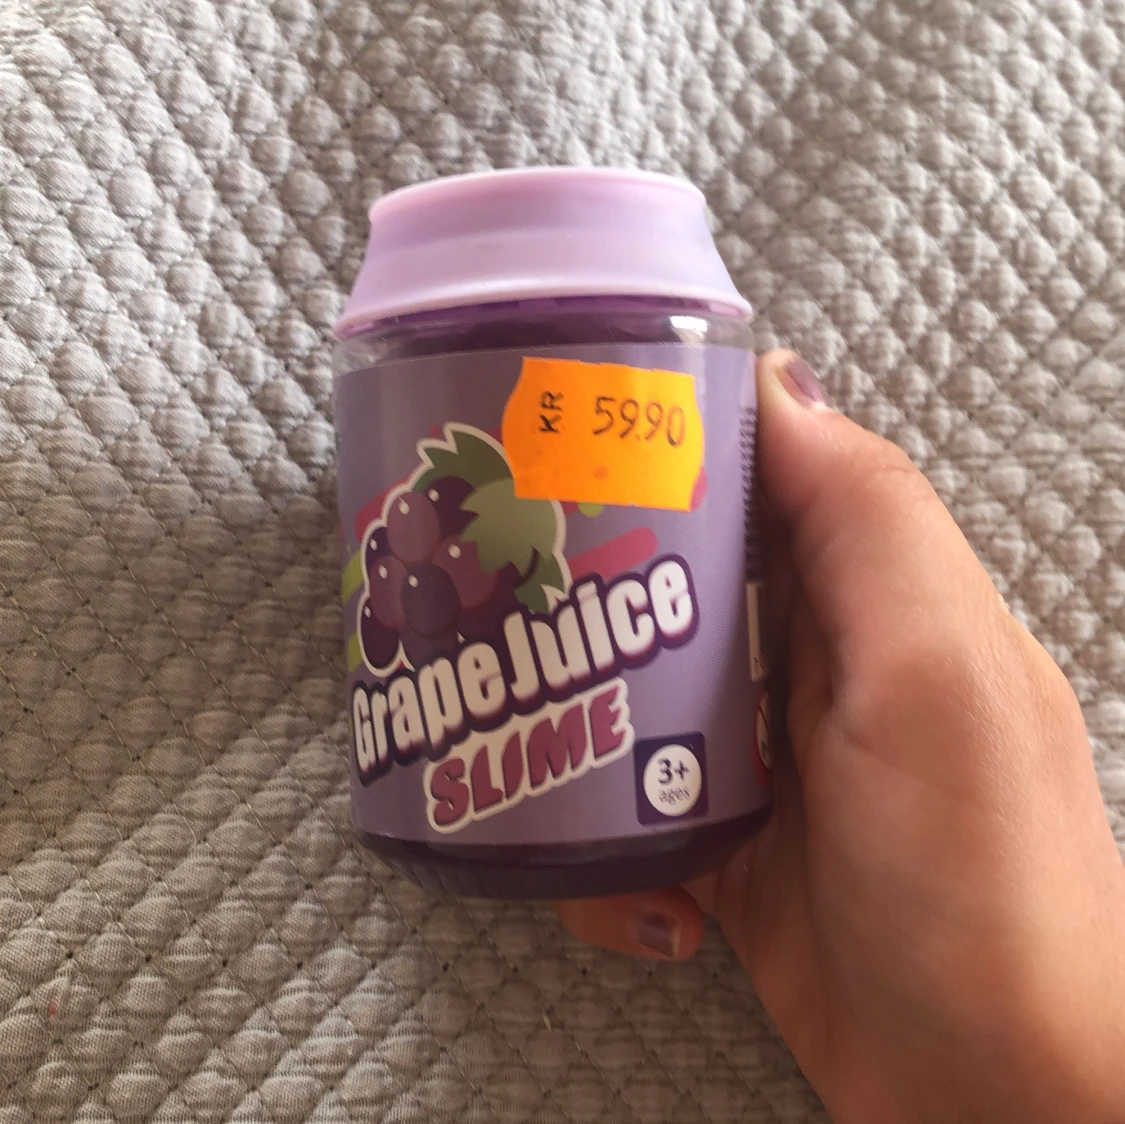 KR 59.90
GrapeJuice
SLIME
3+
ages